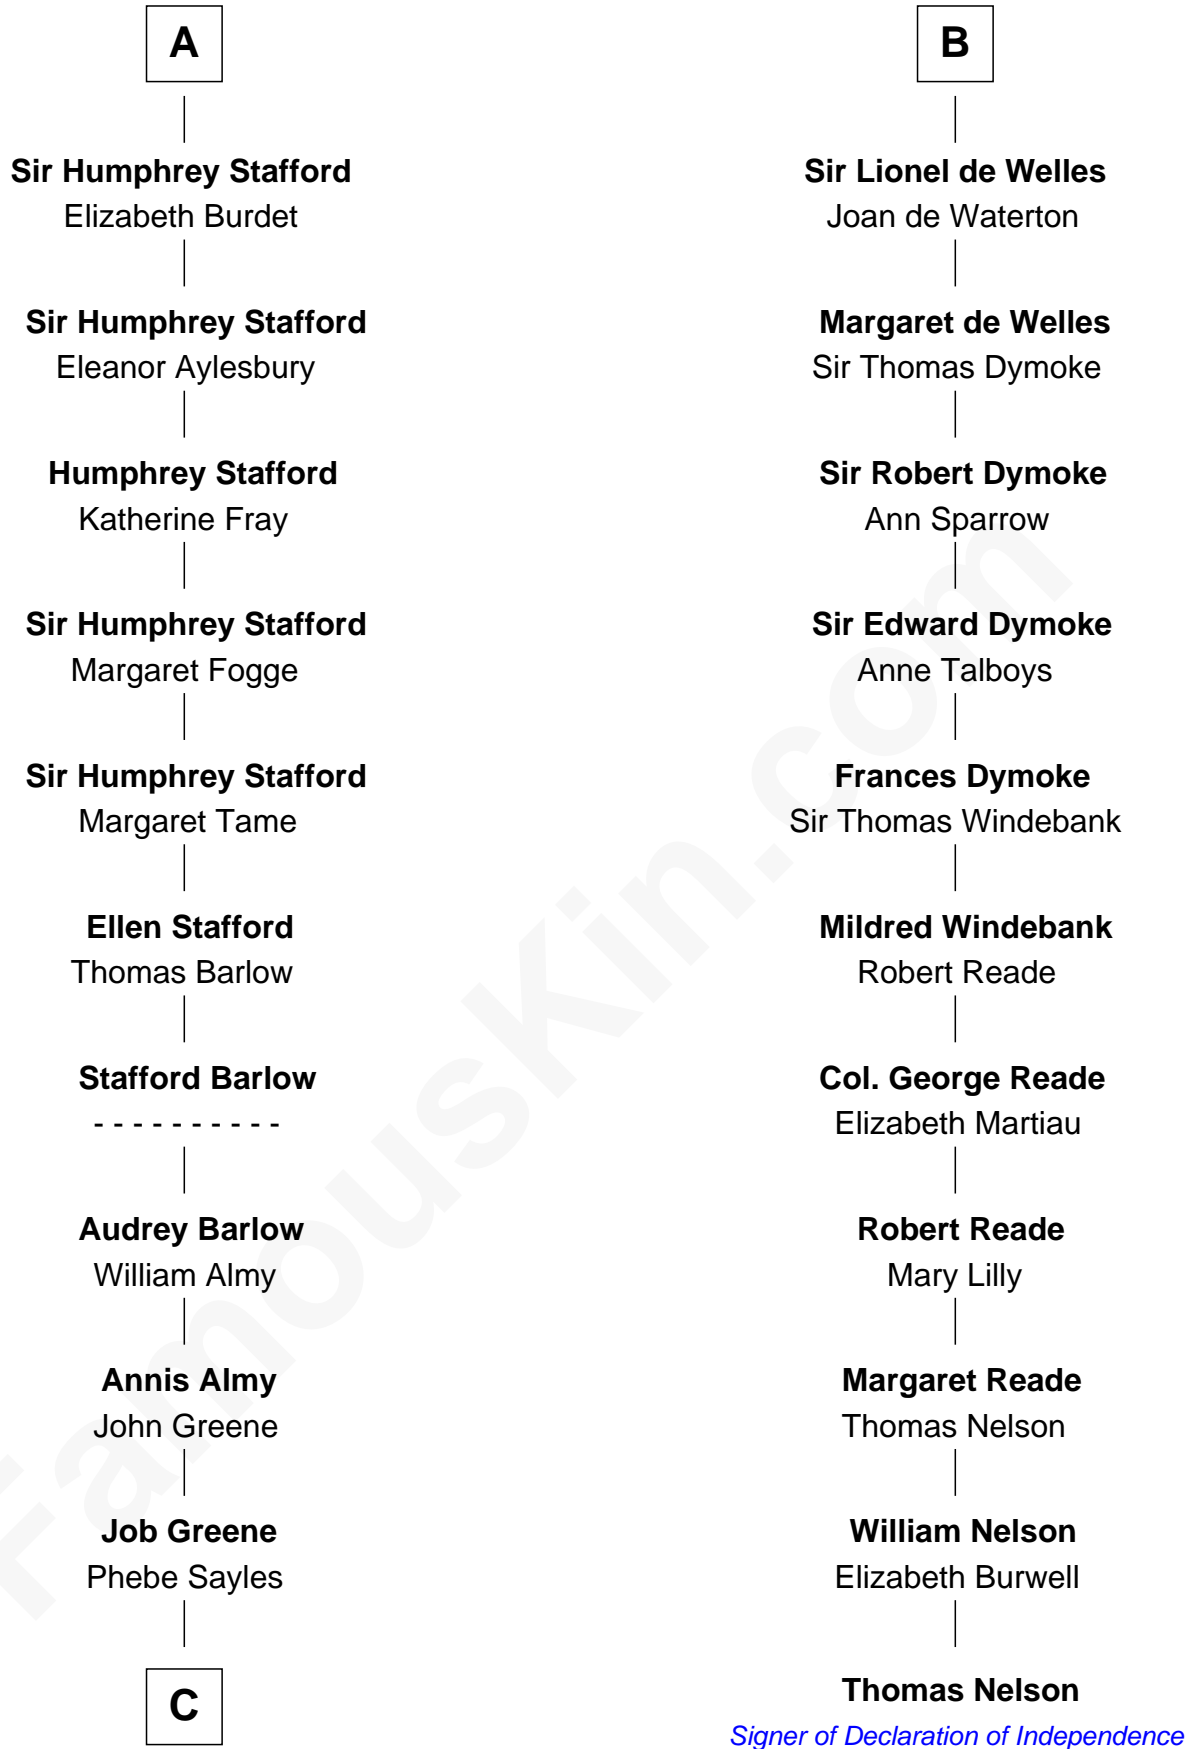 A
Sir Humphrey Stafford
Elizabeth Burdet
Sir Humphrey Stafford
Eleanor Aylesbury
Humphrey Stafford
Katherine Fray
Sir Humphrey Stafford
Margaret Fogge
Sir Humphrey Stafford
Margaret Tame
Ellen Stafford
Thomas Barlow
Stafford Barlow
- - - - - - - - - -
Audrey Barlow
William Almy
Annis Almy
John Greene
Job Greene
Phebe Sayles
C
B
Sir Lionel de Welles
Joan de Waterton
Margaret de Welles
Sir Thomas Dymoke
Sir Robert Dymoke
Ann Sparrow
Sir Edward Dymoke
Anne Talboys
Frances Dymoke
Sir Thomas Windebank
Mildred Windebank
Robert Reade
Col. George Reade
Elizabeth Martiau
Robert Reade
Mary Lilly
Margaret Reade
Thomas Nelson
William Nelson
Elizabeth Burwell
Thomas Nelson
Signer of Declaration of Independence
FamousKin.com